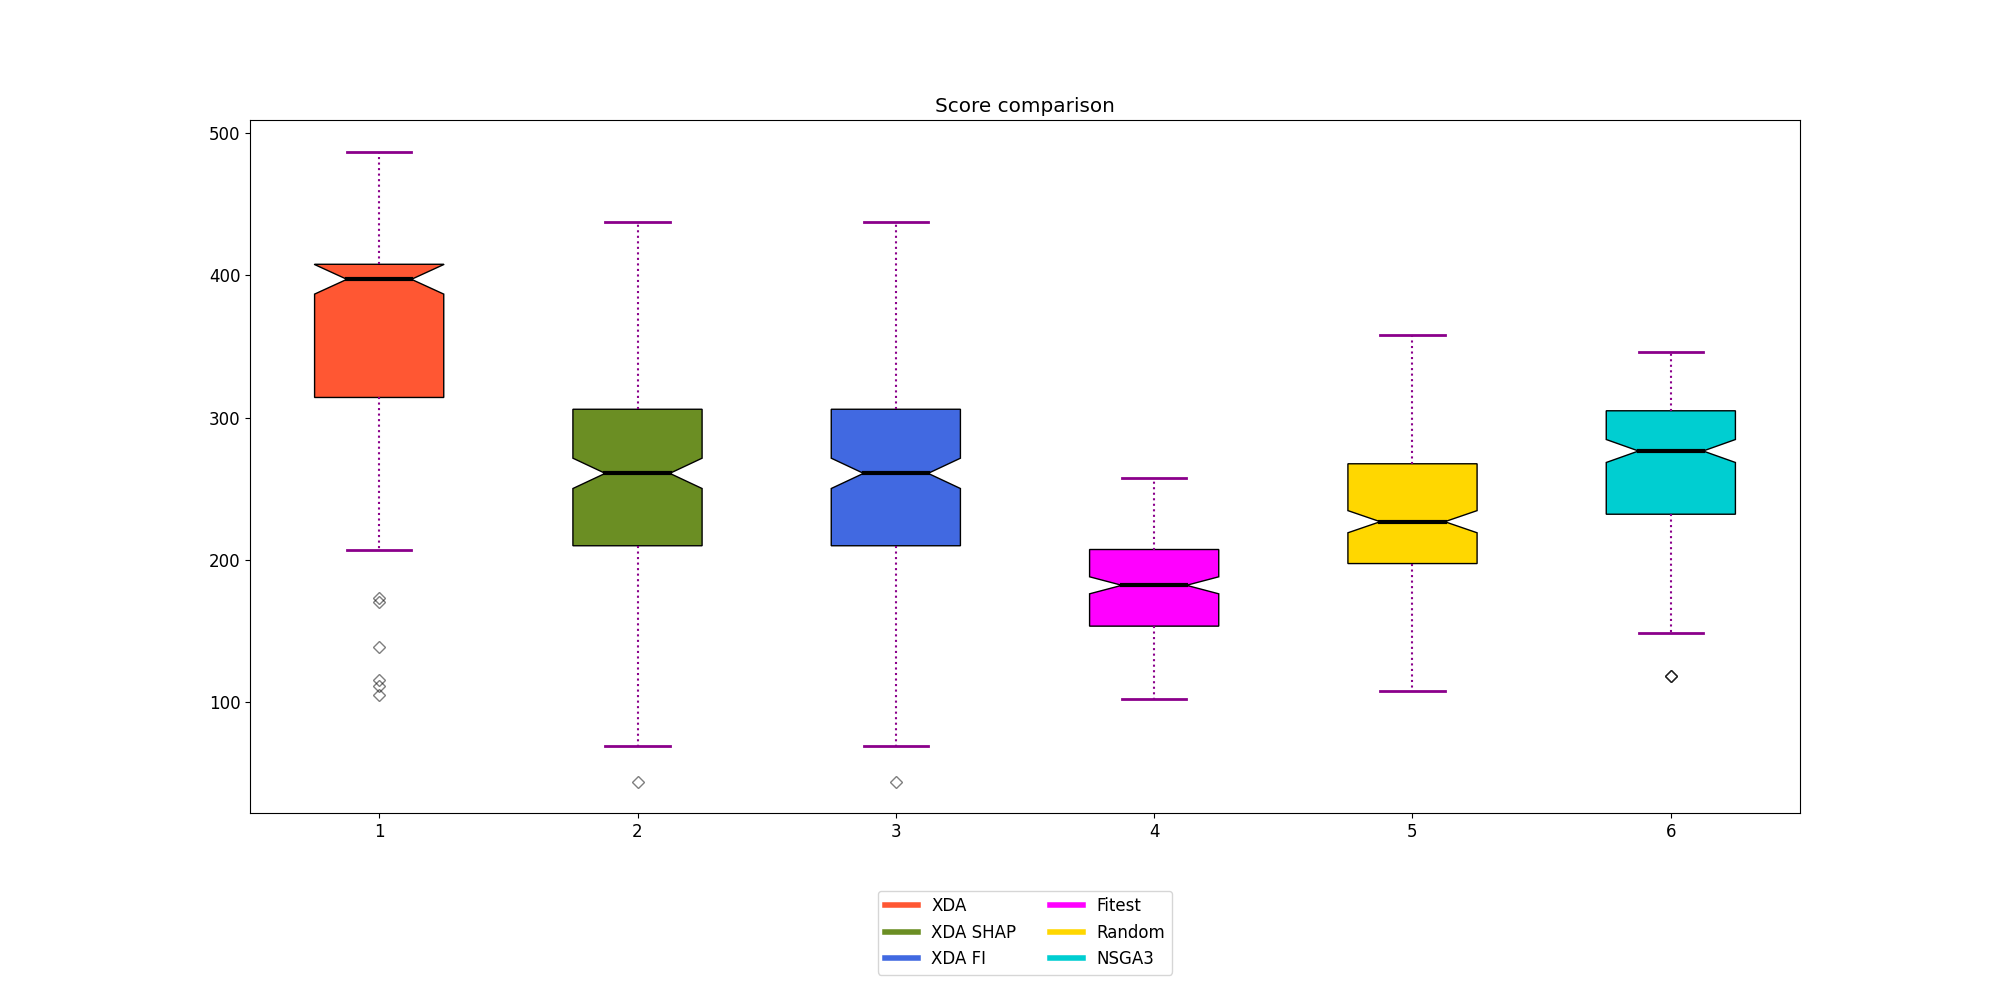 Score comparison
500
400
300
200
100
1 2 3 4 5 6
XDA Fitest
XDA SHAP Random
XDA FI NSGA3